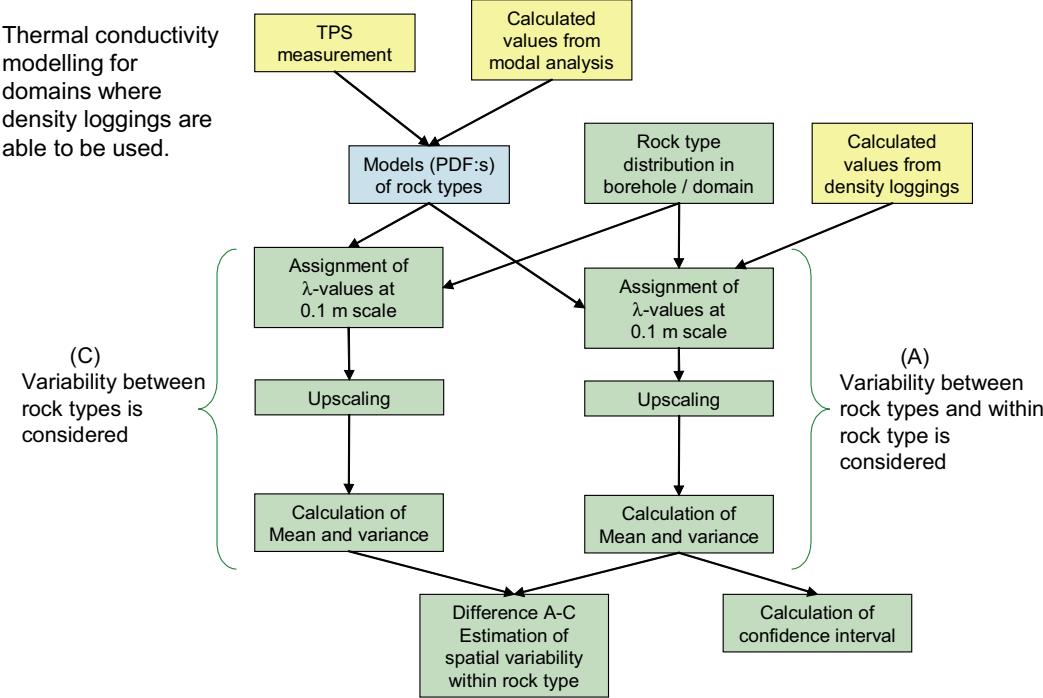 Thermal conductivity
modelling for
domains where
density loggings are
able to be used.
TPS
measurement
Calculated
values from
modal analysis
Models (PDF:s)
of rock types
Rock type
distribution in
borehole / domain
Calculated
values from
density loggings
Assignment of
λ-values at
0.1 m scale
Assignment of
λ-values at
0.1 m scale
(C)
Variability between
rock types is
considered
(A)
Variability between
rock types and within
rock type is
considered
Upscaling
Upscaling
Calculation of
Mean and variance
Calculation of
Mean and variance
Difference A-C
Estimation of
spatial variability
within rock type
Calculation of
confidence interval